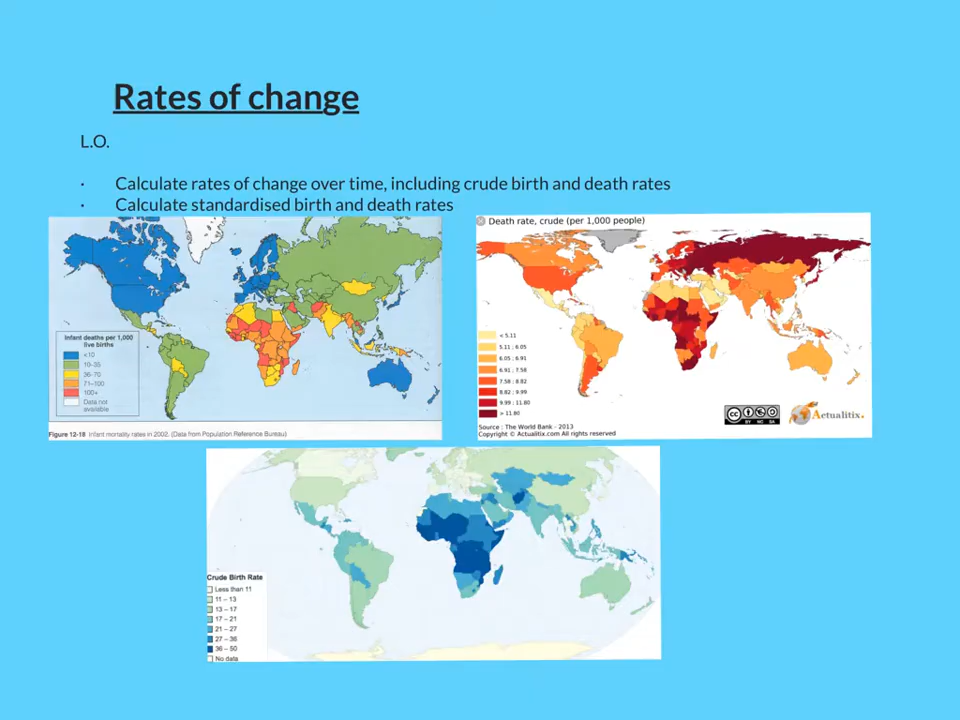 Rates of change
L.O.
· Calculate rates of change over time, including crude birth and death rates
· Calculate standardised birth and death rates
Infant deaths per 1,000
live births
<10
10–35
36–70
71–100
100+
Data not
available
Figure 12-18 Infant mortality rates in 2002. (Data from Population Reference Bureau)
Death rate, crude (per 1,000 people)
< 5.11
5.11 ; 6.05
6.05 ; 6.91
6.91 ; 7.58
7.58 ; 8.82
8.82 ; 9.99
9.99 ; 11.80
> 11.80
Source : The World Bank - 2013
Copyright © Actualitix.com All rights reserved
cc
BY NC SA
Actualitix.
Crude Birth Rate
Less than 11
11 – 13
13 – 17
17 – 21
21 – 27
27 – 36
36 – 50
No data